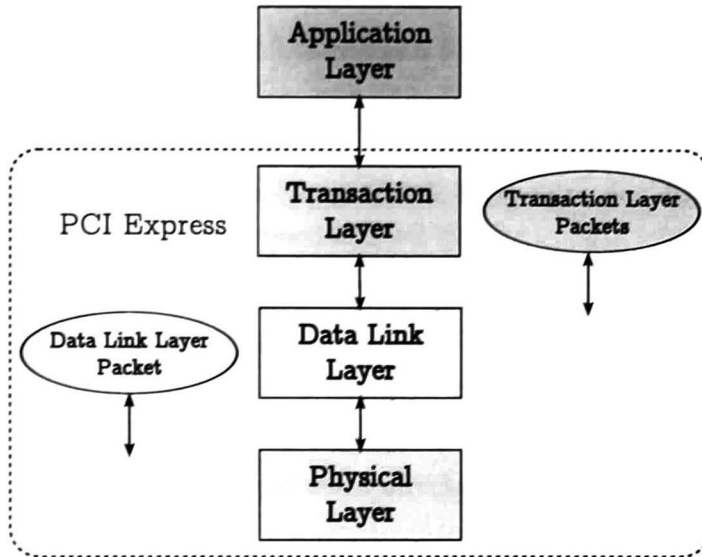 Application
Layer
Transaction
Layer
PCI Express
Transaction Layer
Packets
Data Link Layer
Packet
Data Link
Layer
Physical
Layer